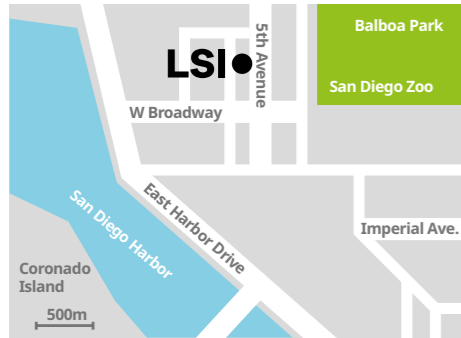 Balboa Park
5th Avenue
LSI
San Diego Zoo
W Broadway
East Harbor Drive
San Diego Harbor
Imperial Ave.
Coronado
Island
500m